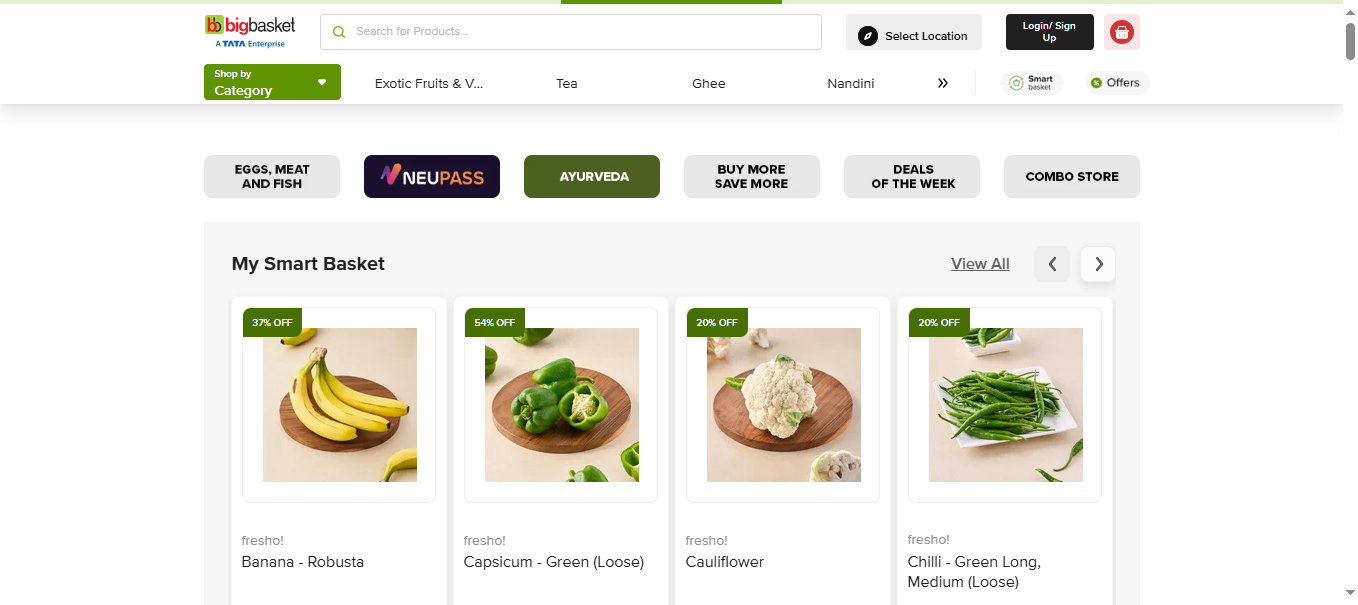 bb bigbasket
A TATA Enterprise
Search for Products...
Select Location
Login/ Sign
Up
Shop by
Category
Exotic Fruits & V...
Tea
Ghee
Nandini
Smart
basket
Offers
EGGS, MEAT
AND FISH
NEUPASS
AYURVEDA
BUY MORE
SAVE MORE
DEALS
OF THE WEEK
COMBO STORE
My Smart Basket
View All
37% OFF
54% OFF
20% OFF
20% OFF
fresho!
Banana - Robusta
fresho!
Capsicum - Green (Loose)
fresho!
Cauliflower
fresho!
Chilli - Green Long,
Medium (Loose)